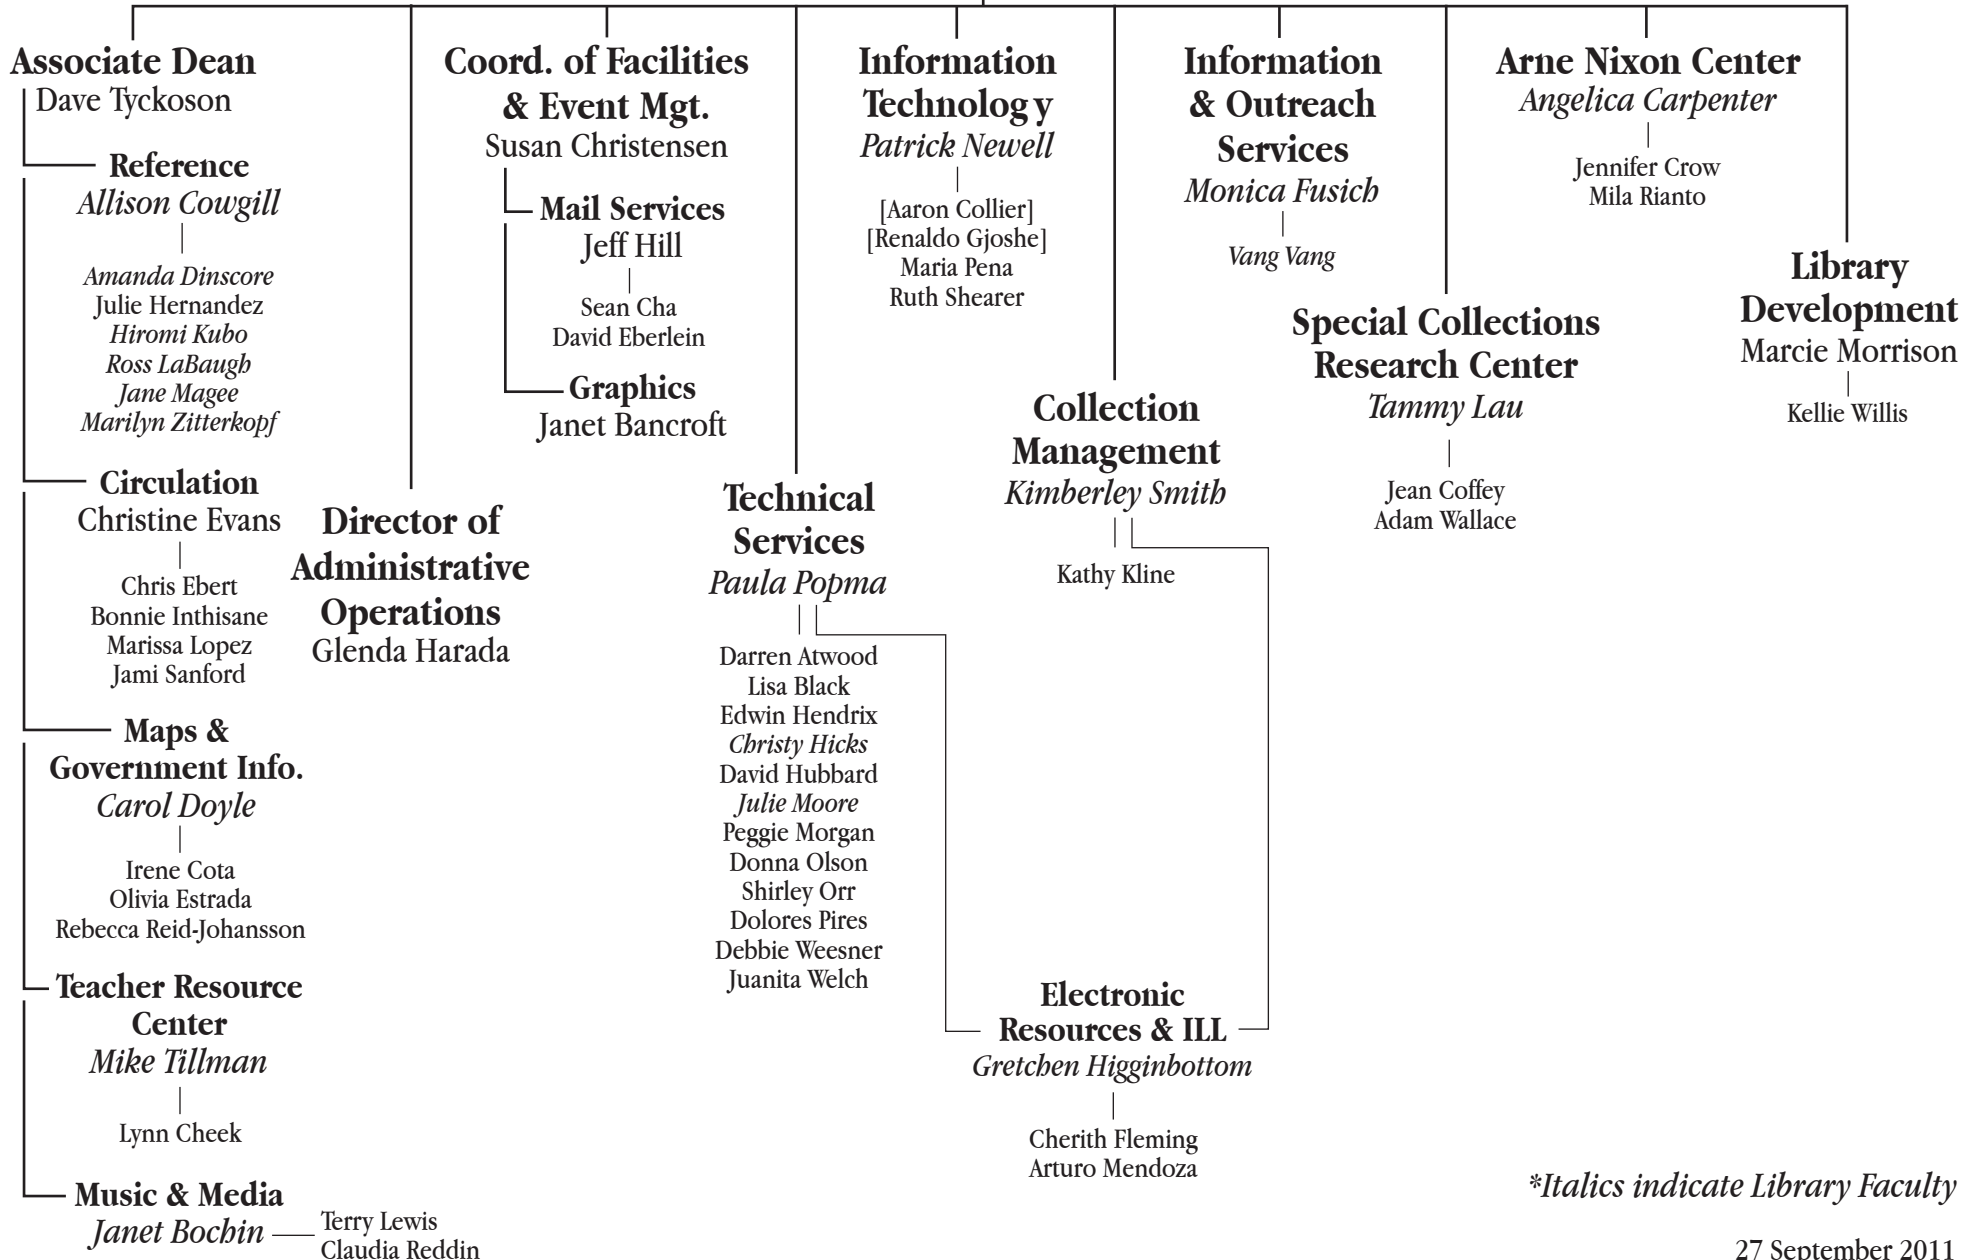 Associate Dean
Dave Tyckoson
Reference
Allison Cowgill
Amanda Dinscore
Julie Hernandez
Hiromi Kubo
Ross LaBaugh
Jane Magee
Marilyn Zitterkopf
Circulation
Christine Evans
Chris Ebert
Bonnie Inthisane
Marissa Lopez
Jami Sanford
Maps &
Government Info.
Carol Doyle
Irene Cota
Olivia Estrada
Rebecca Reid-Johansson
Teacher Resource
Center
Mike Tillman
Lynn Cheek
Music & Media
Janet Bochin
Terry Lewis
Claudia Reddin
Director of
Administrative
Operations
Glenda Harada
Coord. of Facilities
& Event Mgt.
Susan Christensen
Mail Services
Jeff Hill
Sean Cha
David Eberlein
Graphics
Janet Bancroft
Technical
Services
Paula Popma
Darren Atwood
Lisa Black
Edwin Hendrix
Christy Hicks
David Hubbard
Julie Moore
Peggie Morgan
Donna Olson
Shirley Orr
Dolores Pires
Debbie Weesner
Juanita Welch
Information
Technology
Patrick Newell
[Aaron Collier]
[Renaldo Gjoshe]
Maria Pena
Ruth Shearer
Collection
Management
Kimberley Smith
Kathy Kline
Electronic
Resources & ILL
Gretchen Higginbottom
Cherith Fleming
Arturo Mendoza
Information
& Outreach
Services
Monica Fusich
Vang Vang
Special Collections
Research Center
Tammy Lau
Jean Coffey
Adam Wallace
Arne Nixon Center
Angelica Carpenter
Jennifer Crow
Mila Rianto
Library
Development
Marcie Morrison
Kellie Willis
*Italics indicate Library Faculty
27 September 2011